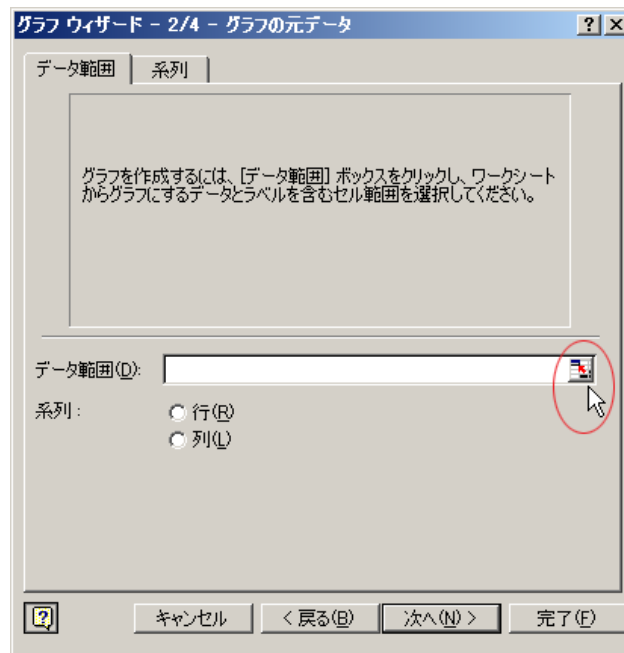 グラフ ウィザード - 2/4 - グラフの元データ
データ範囲 系列
グラフを作成するには、[データ範囲] ボックスをクリックし、ワークシート
からグラフにするデータとラベルを含むセル範囲を選択してください。
データ範囲(D):
系列 :
行(R)
列(L)
キャンセル < 戻る(B) 次へ(N) > 完了(F)